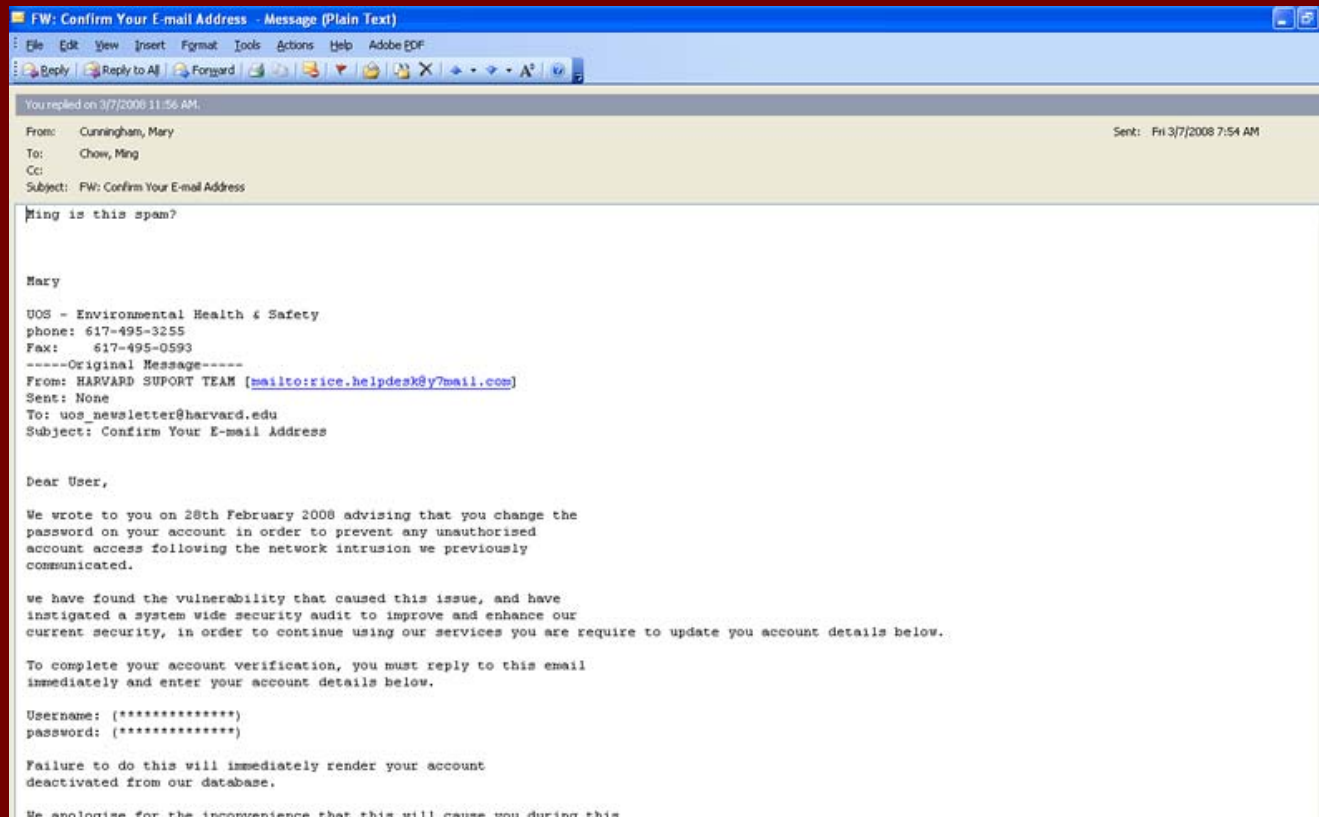 FW: Confirm Your E-mail Address - Message (Plain Text)
File Edit View Insert Format Tools Actions Help Adobe PDF
Reply Reply to All Forward
You replied on 3/7/2008 11:56 AM.
From: Cunningham, Mary Sent: Fri 3/7/2008 7:54 AM
To: Chow, Ming
Cc:
Subject: FW: Confirm Your E-mail Address
Ming is this spam?
Mary
UOS - Environmental Health & Safety
phone: 617-495-3255
Fax: 617-495-0593
-----Original Message-----
From: HARVARD SUPORT TEAM [mailto:rice.helpdesk@y7mail.com]
Sent: None
To: uos_newsletter@harvard.edu
Subject: Confirm Your E-mail Address
Dear User,
We wrote to you on 28th February 2008 advising that you change the
password on your account in order to prevent any unauthorised
account access following the network intrusion we previously
communicated.
we have found the vulnerability that caused this issue, and have
instigated a system wide security audit to improve and enhance our
current security, in order to continue using our services you are require to update you account details below.
To complete your account verification, you must reply to this email
immediately and enter your account details below.
Username: (**************)
password: (**************)
Failure to do this will immediately render your account
deactivated from our database.
We apologise for the inconvenience that this will cause you during this